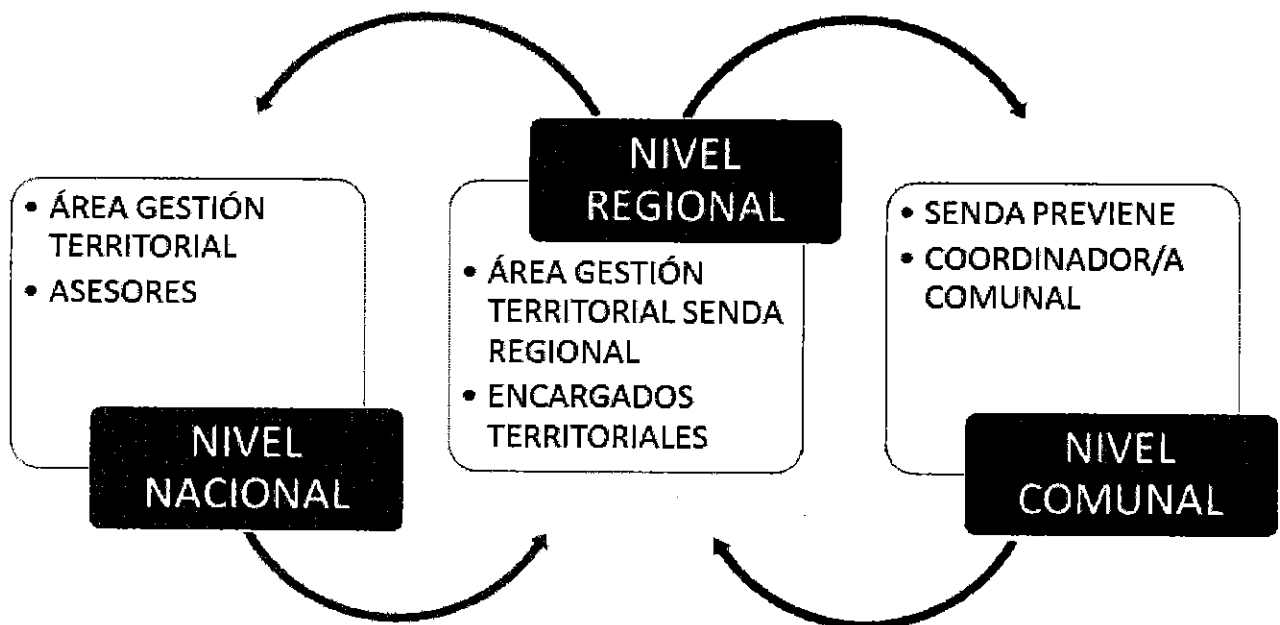 • ÁREA GESTIÓN
TERRITORIAL
• ASESORES
NIVEL
NACIONAL
NIVEL
REGIONAL
• ÁREA GESTIÓN
TERRITORIAL SENDA
REGIONAL
• ENCARGADOS
TERRITORIALES
• SENDA PREVIENE
• COORDINADOR/A
COMUNAL
NIVEL
COMUNAL